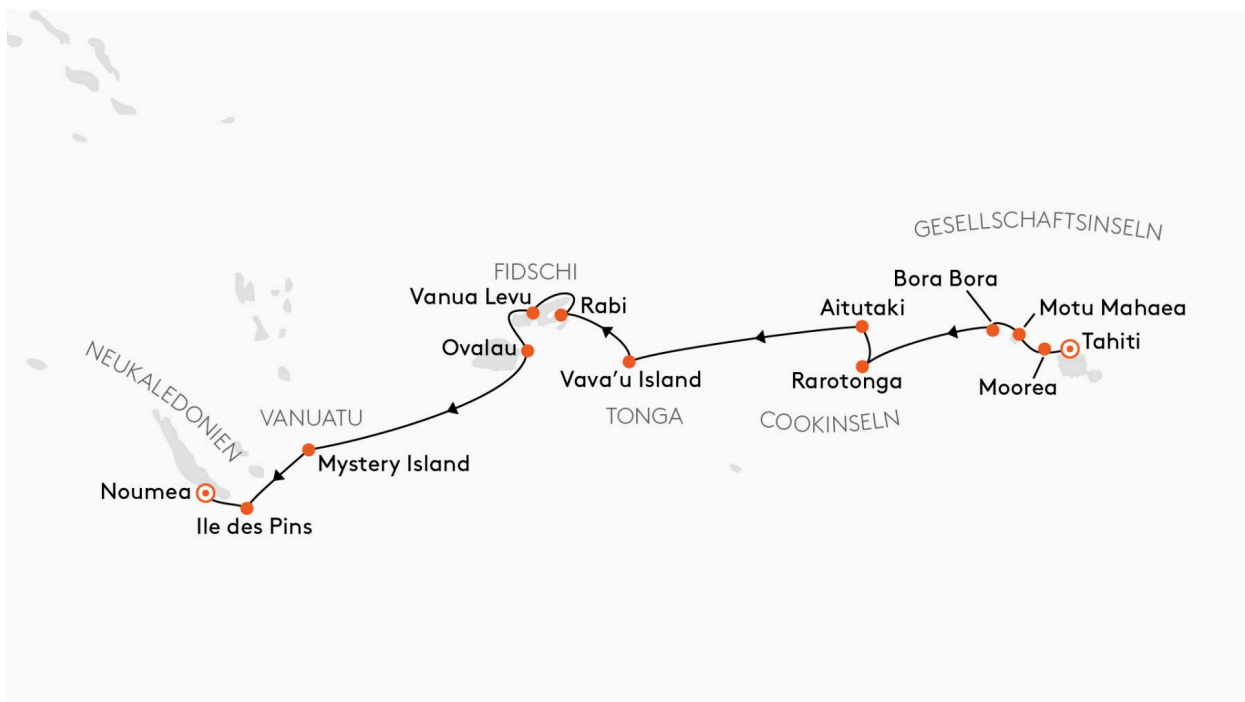 GESELLSCHAFTSINSELN
FIDSCHI
Bora Bora
Vanua Levu
Rabi
Aitutaki
Motu Mahaea
Tahiti
Ovalau
Vava’u Island
Rarotonga
Moorea
NEUKALEDONIEN
VANUATU
TONGA
COOKINSELN
Mystery Island
Noumea
Ile des Pins